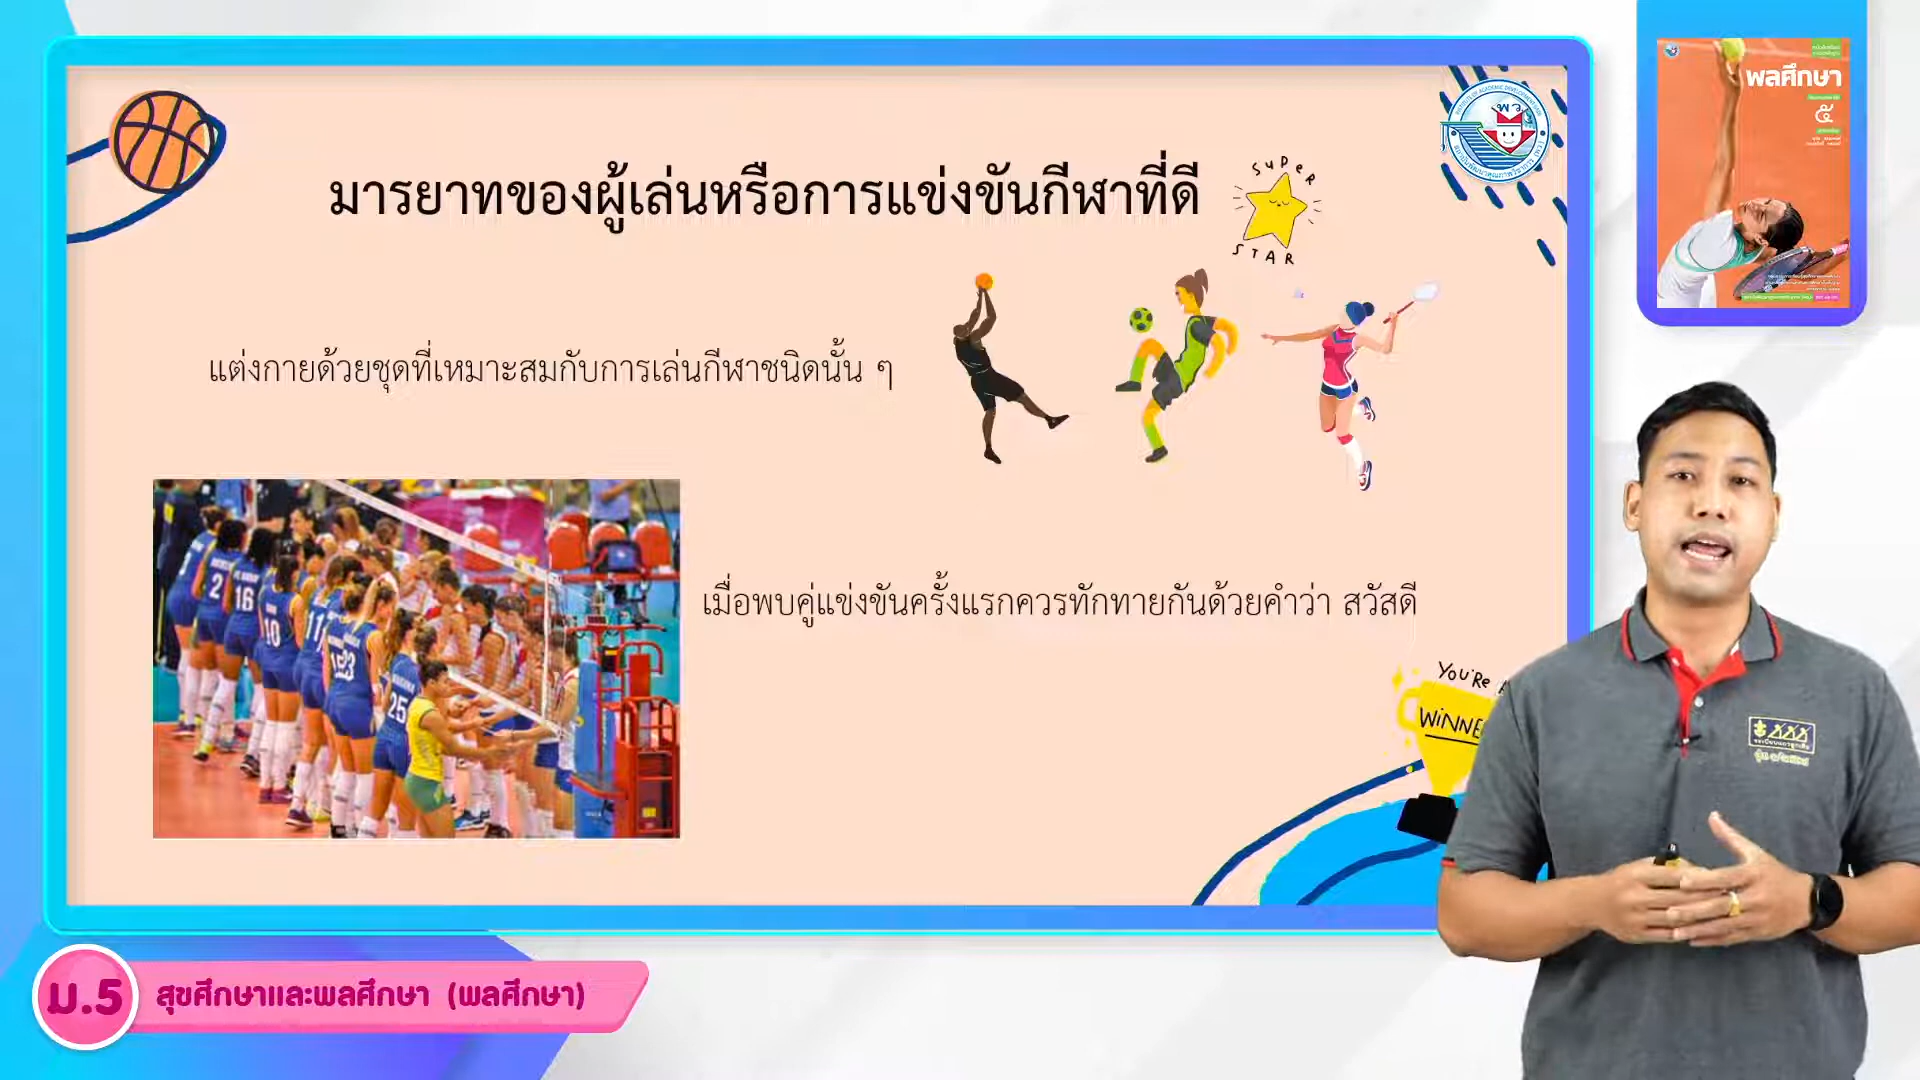 มารยาทของผู้เล่นหรือการแข่งขันกีฬาที่ดี
SUPER
STAR
แต่งกายด้วยชุดที่เหมาะสมกับการเล่นกีฬาชนิดนั้น ๆ
เมื่อพบคู่แข่งขันครั้งแรกควรทักทายกันด้วยคำว่า สวัสดี
2
16
10
11
25
YOU'RE
WINNE
พลศึกษา
๕
พว
ม.5 สุขศึกษาและพลศึกษา (พลศึกษา)